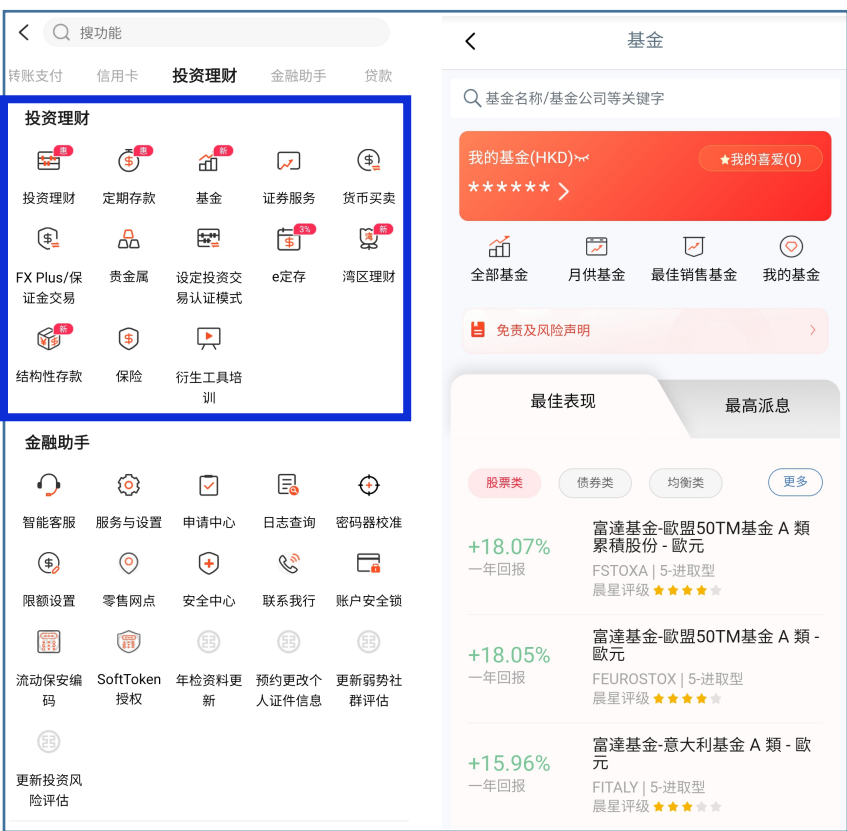 搜功能
转账支付 信用卡 投资理财 金融助手 贷款
投资理财
惠 惠 新
投资理财 定期存款 基金 证券服务 货币买卖
3% 新
FX Plus/保 贵金属 设定投资交 e定存 湾区理财
证金交易 易认证模式
新
结构性存款 保险 衍生工具培
训
金融助手
智能客服 服务与设置 申请中心 日志查询 密码器校准
限额设置 零售网点 安全中心 联系我行 账户安全锁
流动保安编 SoftToken 年检资料更 预约更改个 更新弱势社
码 授权 新 人证件信息 群评估
更新投资风
险评估
基金
基金名称/基金公司等关键字
我的基金(HKD)
★我的喜爱(0)
******
全部基金 月供基金 最佳销售基金 我的基金
免责及风险声明
最佳表现 最高派息
股票类 债券类 均衡类 更多
+18.07%
一年回报
富達基金-歐盟50TM基金 A 類
累積股份 - 歐元
FSTOXA | 5-进取型
晨星评级 ★★★★★
+18.05%
一年回报
富達基金-歐盟50TM基金 A 類 -
歐元
FEUROSTOX | 5-进取型
晨星评级 ★★★★★
+15.96%
一年回报
富達基金-意大利基金 A 類 - 歐
元
FITALY | 5-进取型
晨星评级 ★★★★★